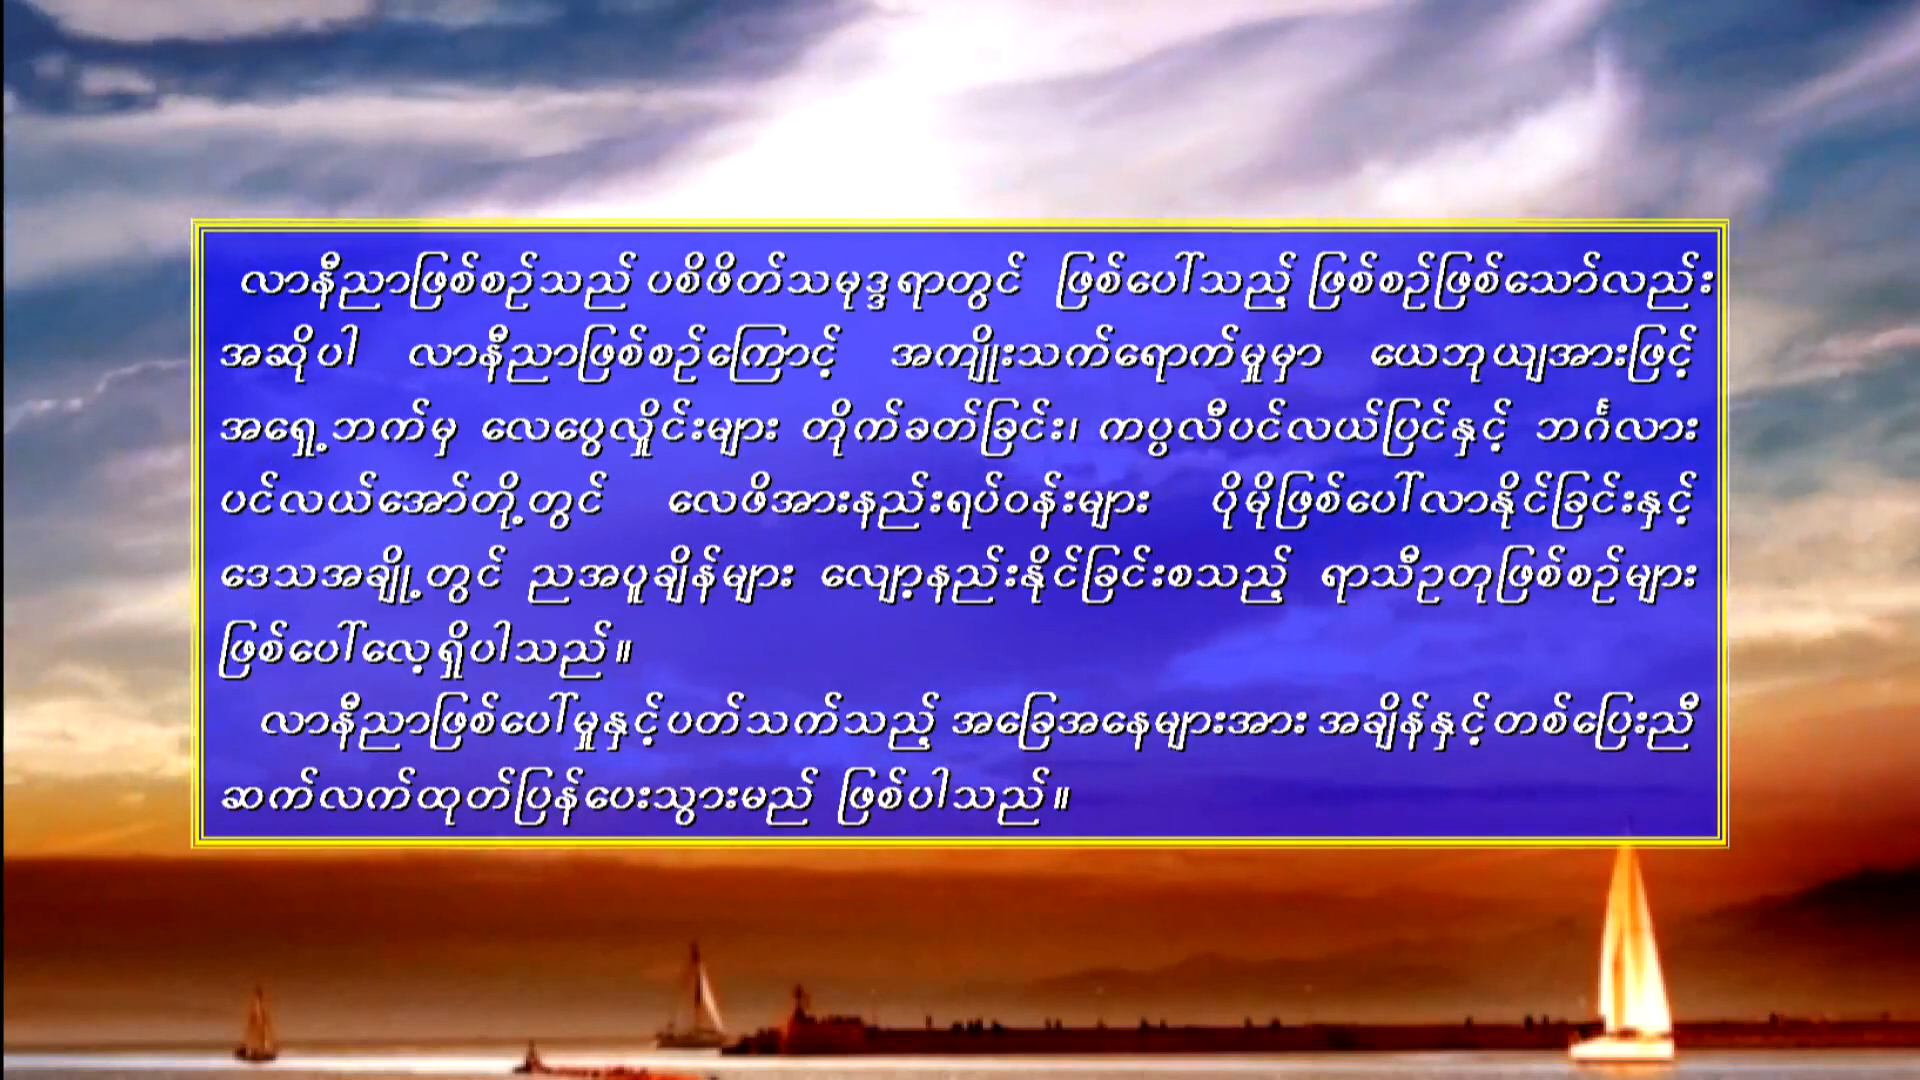 လာနီညာဖြစ်စဉ်သည် ပစိဖိတ်သမုဒ္ဒရာတွင် ဖြစ်ပေါ်သည့် ဖြစ်စဉ်ဖြစ်သော်လည်း
အဆိုပါ လာနီညာဖြစ်စဉ်ကြောင့် အကျိုးသက်ရောက်မှုမှာ ယေဘုယျအားဖြင့်
အရှေ့ဘက်မှ လေပွေလှိုင်းများ တိုက်ခတ်ခြင်း၊ ကပ္ပလီပင်လယ်ပြင်နှင့် ဘင်္ဂလား
ပင်လယ်အော်တို့တွင် လေဖိအားနည်းရပ်ဝန်းများ ပိုမိုဖြစ်ပေါ်လာနိုင်ခြင်းနှင့်
ဒေသအချို့တွင် ညအပူချိန်များ လျော့နည်းနိုင်ခြင်းစသည့် ရာသီဥတုဖြစ်စဉ်များ
ဖြစ်ပေါ်လေ့ရှိပါသည်။
လာနီညာဖြစ်ပေါ်မှုနှင့်ပတ်သက်သည့် အခြေအနေများအား အချိန်နှင့်တစ်ပြေးညီ
ဆက်လက်ထုတ်ပြန်ပေးသွားမည် ဖြစ်ပါသည်။